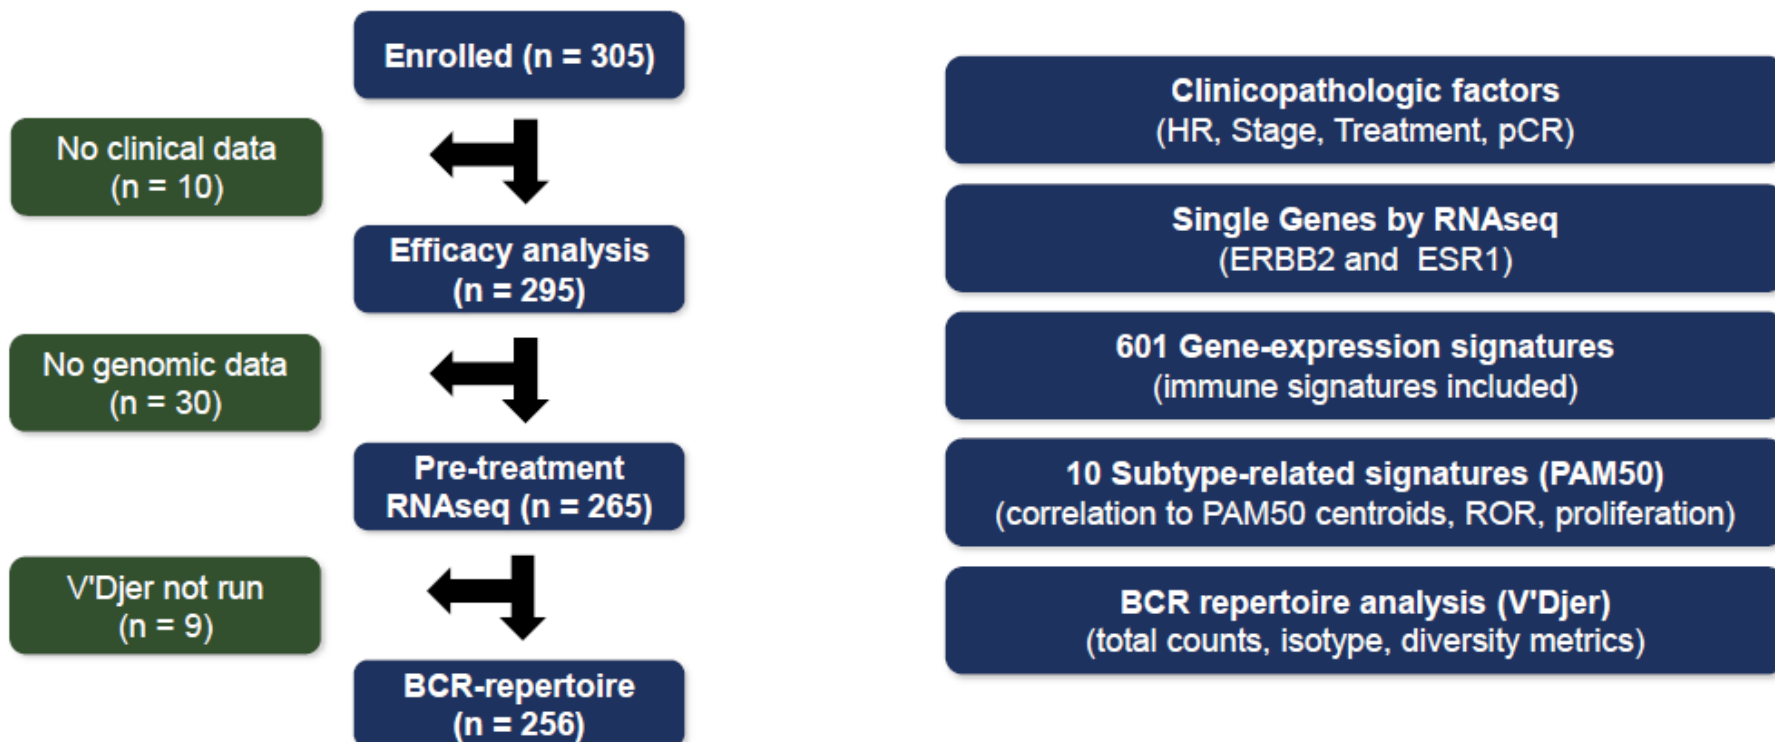 Enrolled (n = 305)
No clinical data
(n = 10)
Efficacy analysis
(n = 295)
No genomic data
(n = 30)
Pre-treatment
RNAseq (n = 265)
V'Djer not run
(n = 9)
BCR-repertoire
(n = 256)
Clinicopathologic factors
(HR, Stage, Treatment, pCR)
Single Genes by RNAseq
(ERBB2 and ESR1)
601 Gene-expression signatures
(immune signatures included)
10 Subtype-related signatures (PAM50)
(correlation to PAM50 centroids, ROR, proliferation)
BCR repertoire analysis (V'Djer)
(total counts, isotype, diversity metrics)